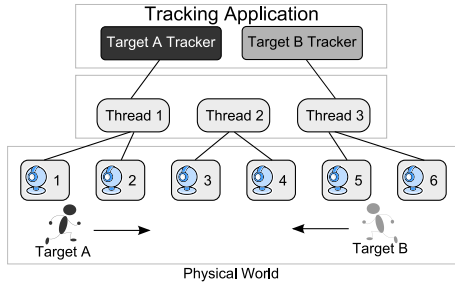 Tracking Application
Target A Tracker
Target B Tracker
Thread 1
Thread 2
Thread 3
1
2
3
4
5
6
Target A
Target B
Physical World